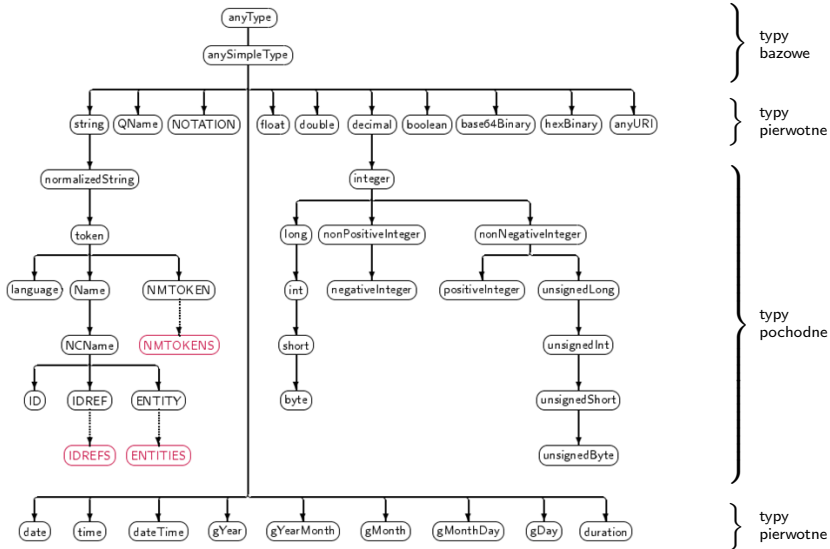 anyType
anySimpleType
typy
bazowe
string QName NOTATION float double decimal boolean base64Binary hexBinary anyURI
typy
pierwotne
normalizedString integer
token long nonPositiveInteger nonNegativeInteger
language Name NMTOKEN int negativeInteger positiveInteger unsignedLong
typy
pochodne
NCName NMTOKENS short unsignedInt
ID IDREF ENTITY byte unsignedShort
IDREFS ENTITIES unsignedByte
date time dateTime gYear gYearMonth gMonth gMonthDay gDay duration
typy
pierwotne